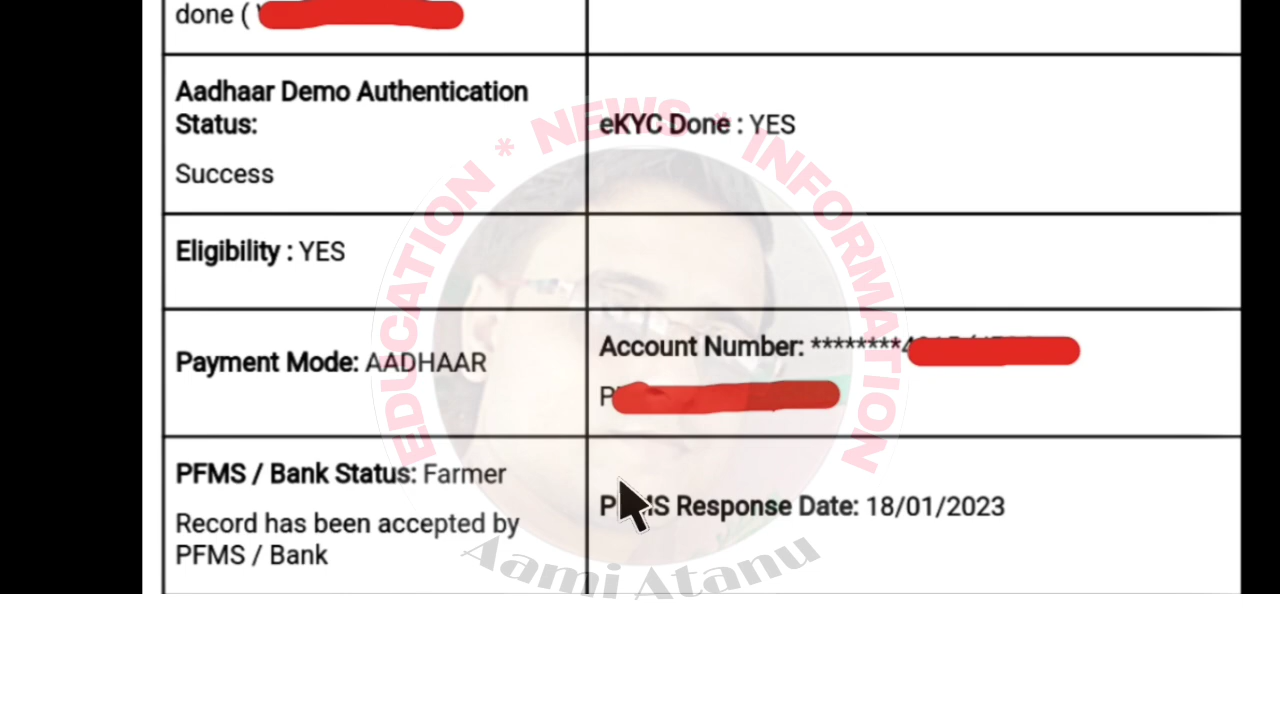 done (
Aadhaar Demo Authentication
Status:
Success
eKYC Done : YES
Eligibility : YES
Payment Mode: AADHAAR
Account Number: ********4
PFMS / Bank Status: Farmer
Record has been accepted by
PFMS / Bank
Response Date: 18/01/2023
EDUCATION * NEWS * INFORMATION
Aami Atanu